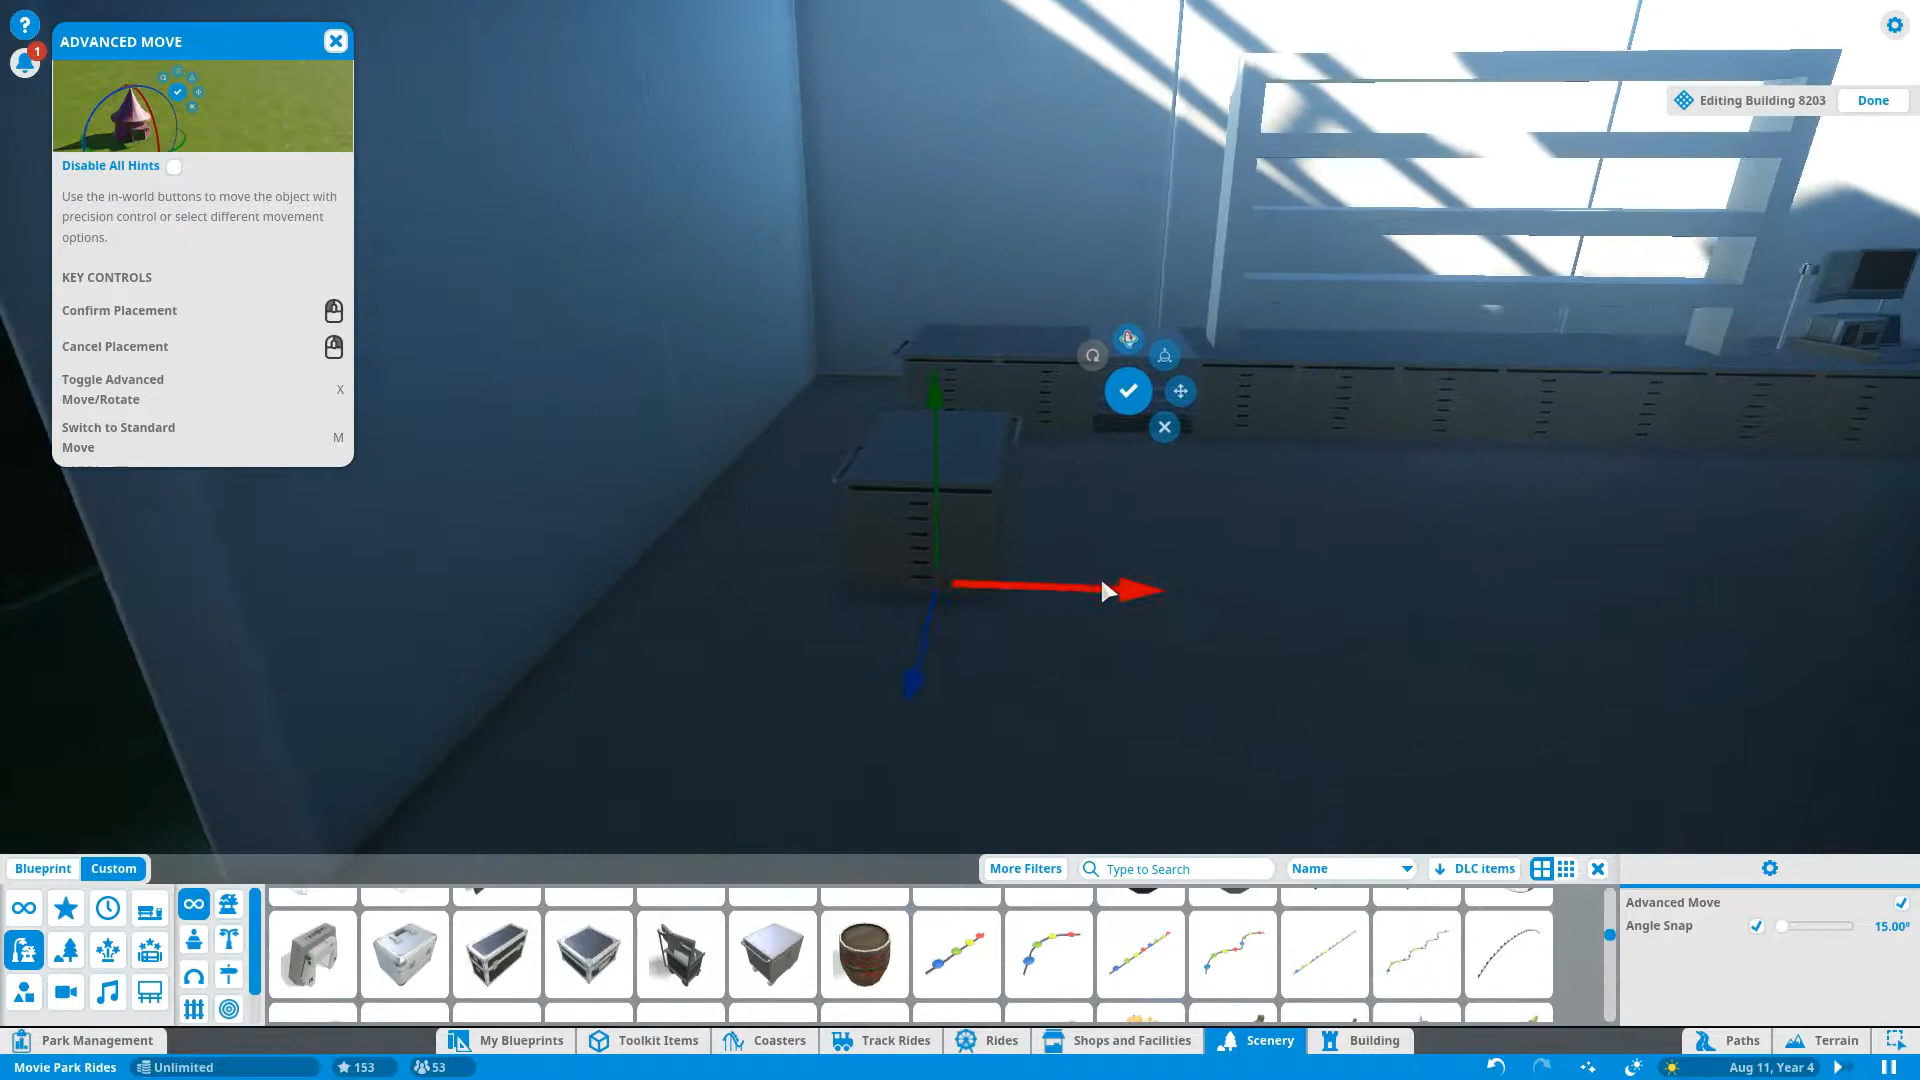 ?
1
ADVANCED MOVE
Disable All Hints
Use the in-world buttons to move the object with
precision control or select different movement
options.
KEY CONTROLS
Confirm Placement
Cancel Placement
Toggle Advanced
Move/Rotate
X
Switch to Standard
Move
M
Editing Building 8203
Done
Blueprint
Custom
More Filters
Type to Search
Name
DLC items
Advanced Move
Angle Snap
15.00°
Park Management
My Blueprints
Toolkit Items
Coasters
Track Rides
Rides
Shops and Facilities
Scenery
Building
Paths
Terrain
Movie Park Rides
Unlimited
153
53
Aug 11, Year 4